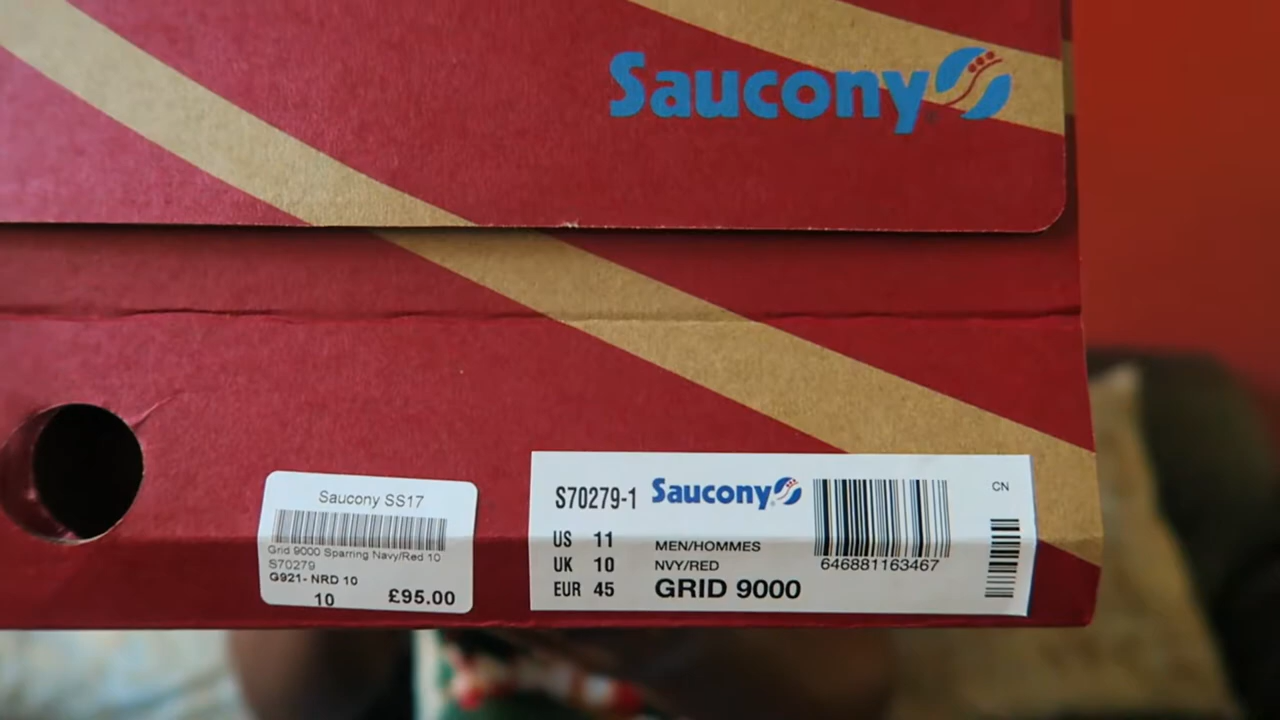 Saucony
Saucony SS17
Grid 9000 Sparring Navy/Red 10
S70279
G921- NRD 10
10 £95.00
S70279-1 Saucony
US 11
UK 10
EUR 45
MEN/HOMMES
NVY/RED
GRID 9000
646881163467
CN